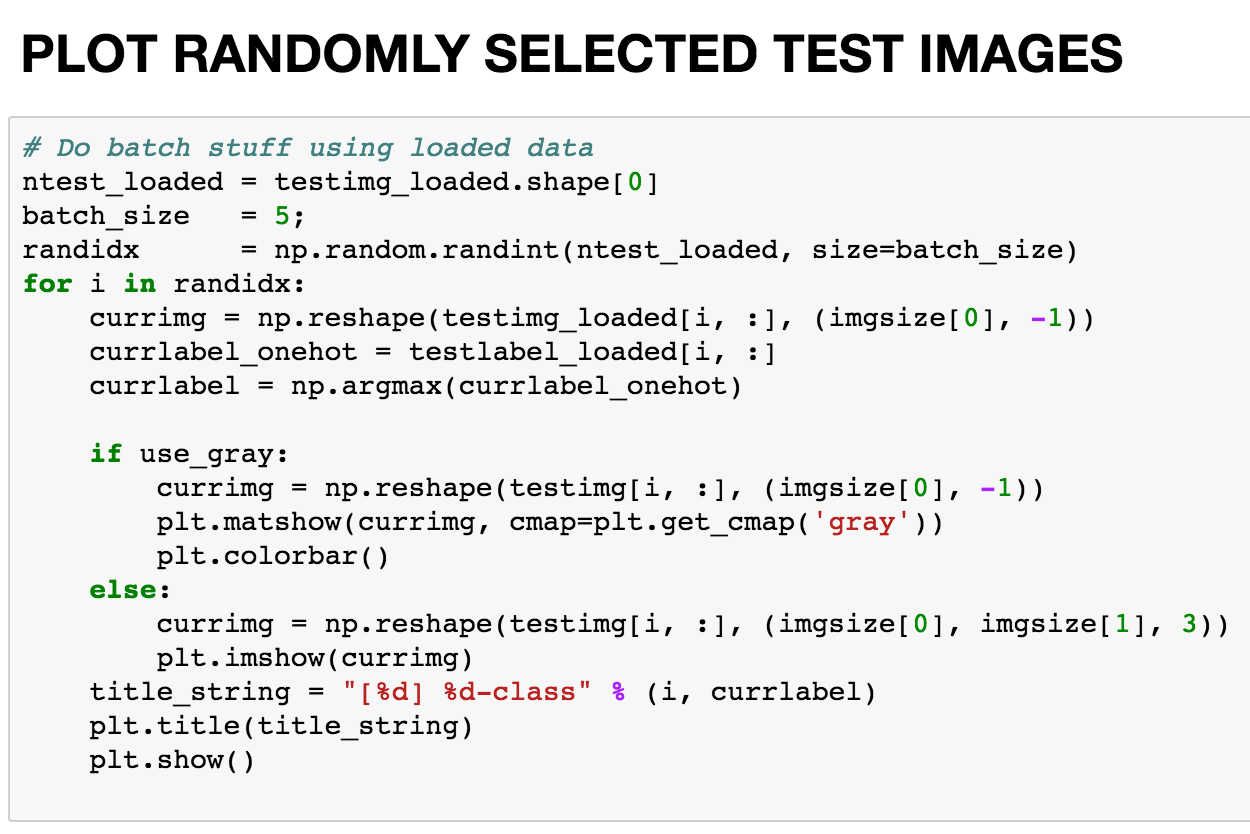 PLOT RANDOMLY SELECTED TEST IMAGES
# Do batch stuff using loaded data
ntest_loaded = testimg_loaded.shape[0]
batch_size   = 5;
randidx      = np.random.randint(ntest_loaded, size=batch_size)
for i in randidx:
    currimg = np.reshape(testimg_loaded[i, :], (imgsize[0], -1))
    currlabel_onehot = testlabel_loaded[i, :]
    currlabel = np.argmax(currlabel_onehot)
    if use_gray:
        currimg = np.reshape(testimg[i, :], (imgsize[0], -1))
        plt.matshow(currimg, cmap=plt.get_cmap('gray'))
        plt.colorbar()
    else:
        currimg = np.reshape(testimg[i, :], (imgsize[0], imgsize[1], 3))
        plt.imshow(currimg)
    title_string = "[%d] %d-class" % (i, currlabel)
    plt.title(title_string)
    plt.show()